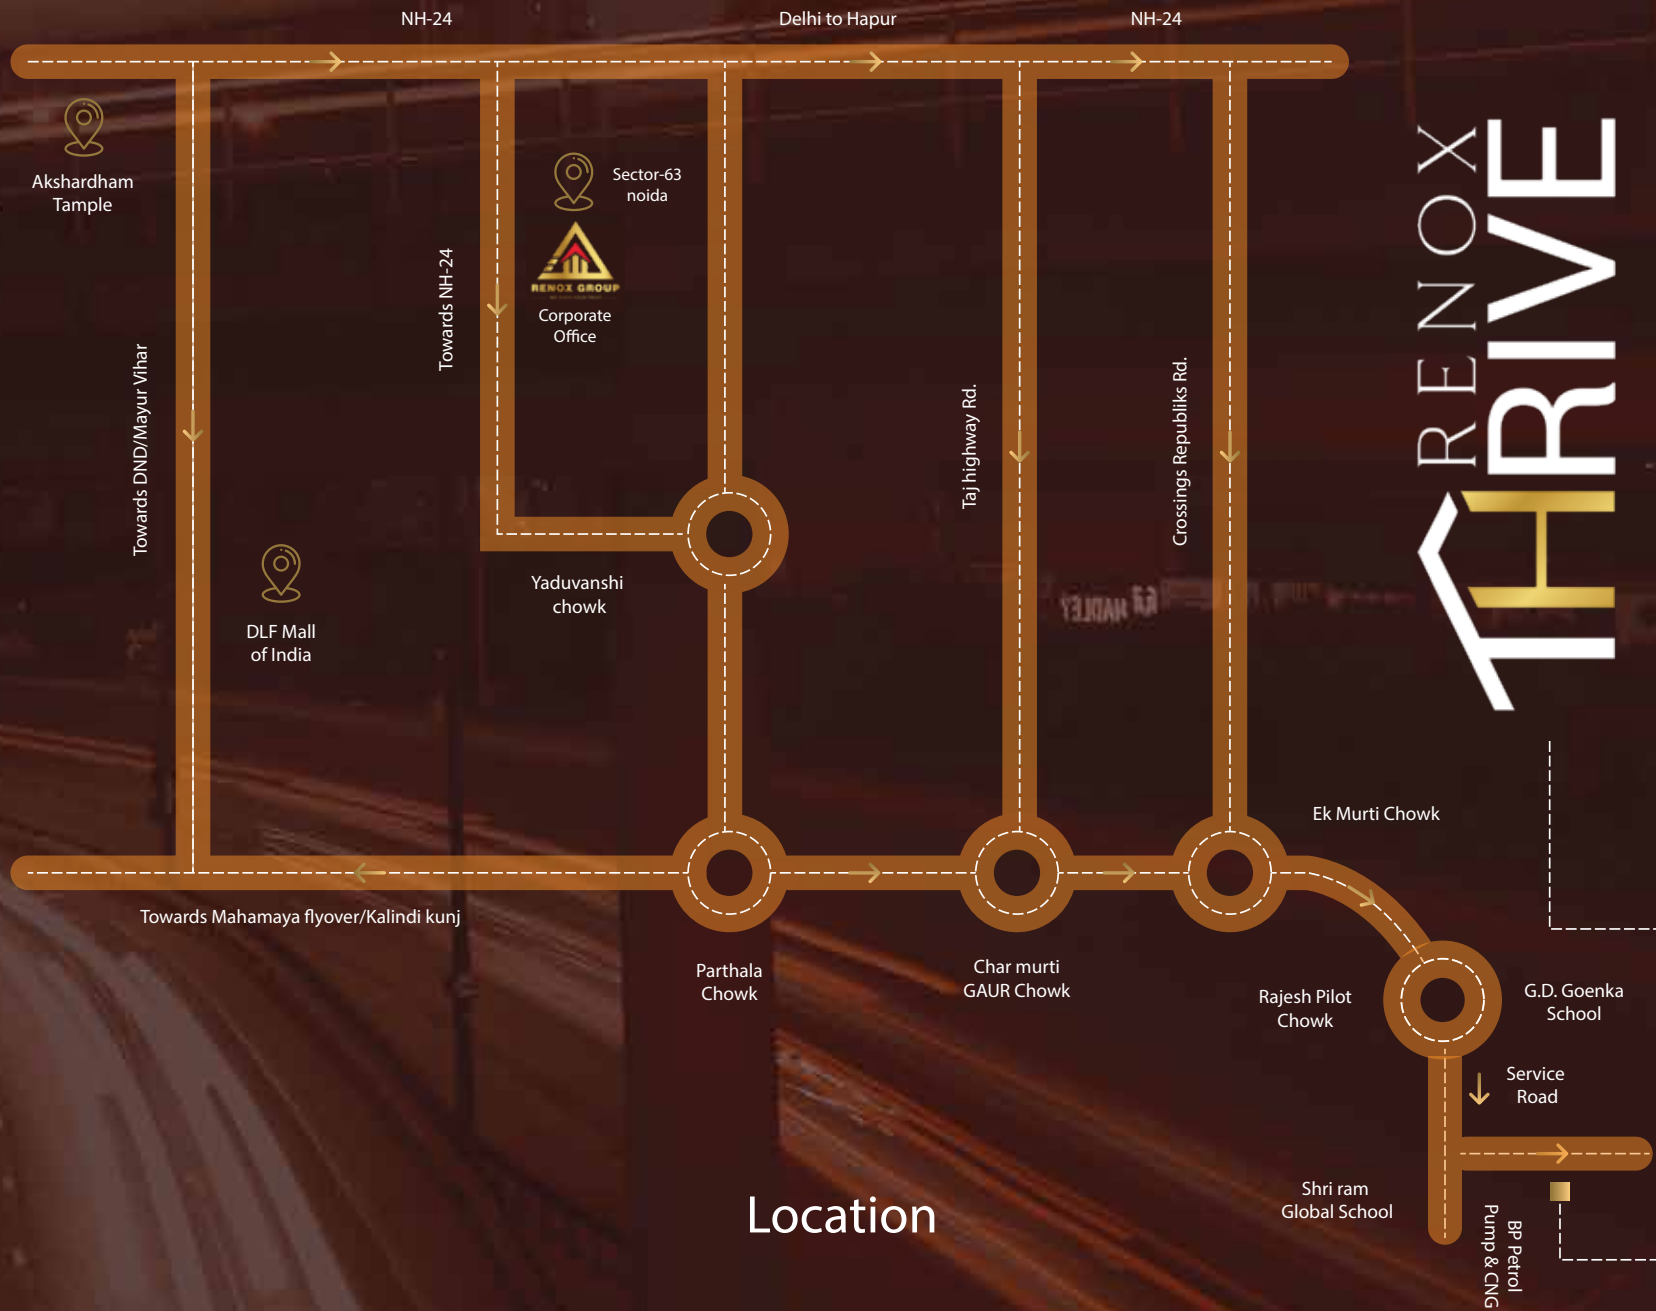 NH-24
Delhi to Hapur
NH-24
Akshardham
Tample
Sector-63
noida
RENOX GROUP
Corporate
Office
Towards NH-24
Towards DND/Mayur Vihar
Taj highway Rd.
Crossings Republiks Rd.
RENOX
THRIVE
Yaduvanshi
chowk
DLF Mall
of India
Ek Murti Chowk
Towards Mahamaya flyover/Kalindi kunj
Parthala
Chowk
Char murti
GAUR Chowk
Rajesh Pilot
Chowk
G.D. Goenka
School
Service
Road
Shri ram
Global School
BP Petrol
Pump & CNG
Location